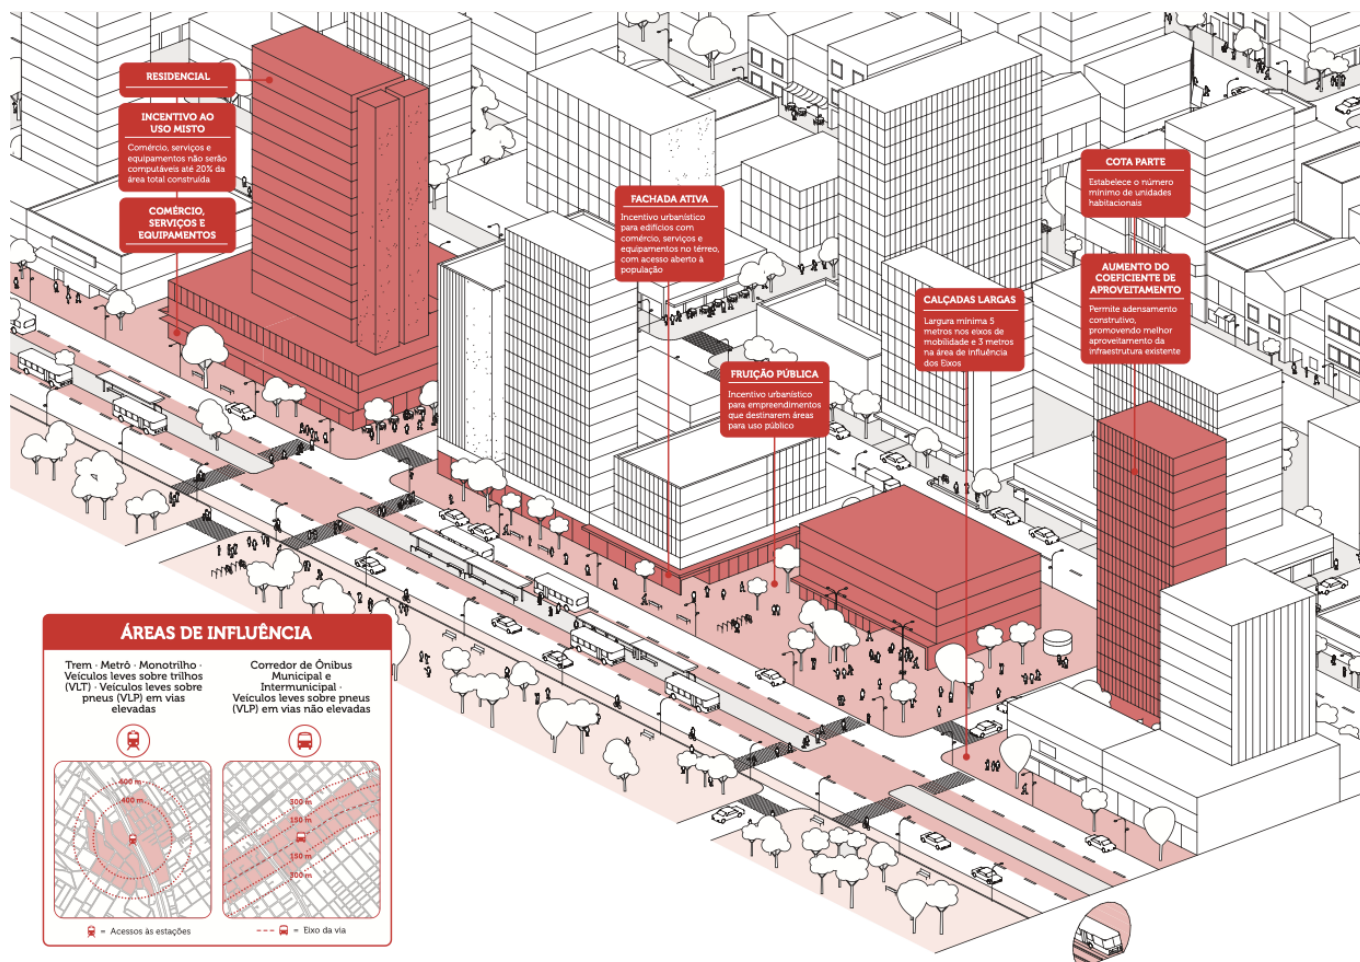 RESIDENCIAL
INCENTIVO AO
USO MISTO
Comércio, serviços e
equipamentos não serão
computáveis até 20% da
área total construída
COMÉRCIO,
SERVIÇOS E
EQUIPAMENTOS
FACHADA ATIVA
Incentivo urbanístico
para edifícios com
comércio, serviços e
equipamentos no térreo,
com acesso aberto à
população
FRUIÇÃO PÚBLICA
Incentivo urbanístico
para empreendimentos
que destinarem áreas
para uso público
CALÇADAS LARGAS
Largura mínima 5
metros nos eixos de
mobilidade e 3 metros
na área de influência
dos Eixos
COTA PARTE
Estabelece o número
mínimo de unidades
habitacionais
AUMENTO DO
COEFICIENTE DE
APROVEITAMENTO
Permite adensamento
construtivo,
promovendo melhor
aproveitamento da
infraestrutura existente
ÁREAS DE INFLUÊNCIA
Trem · Metrô · Monotrilho ·
Veículos leves sobre trilhos
(VLT) · Veículos leves sobre
pneus (VLP) em vias
elevadas
600 m
400 m
= Acessos às estações
Corredor de Ônibus
Municipal e
Intermunicipal ·
Veículos leves sobre pneus
(VLP) em vias não elevadas
300 m
150 m
150 m
300 m
= Eixo da via